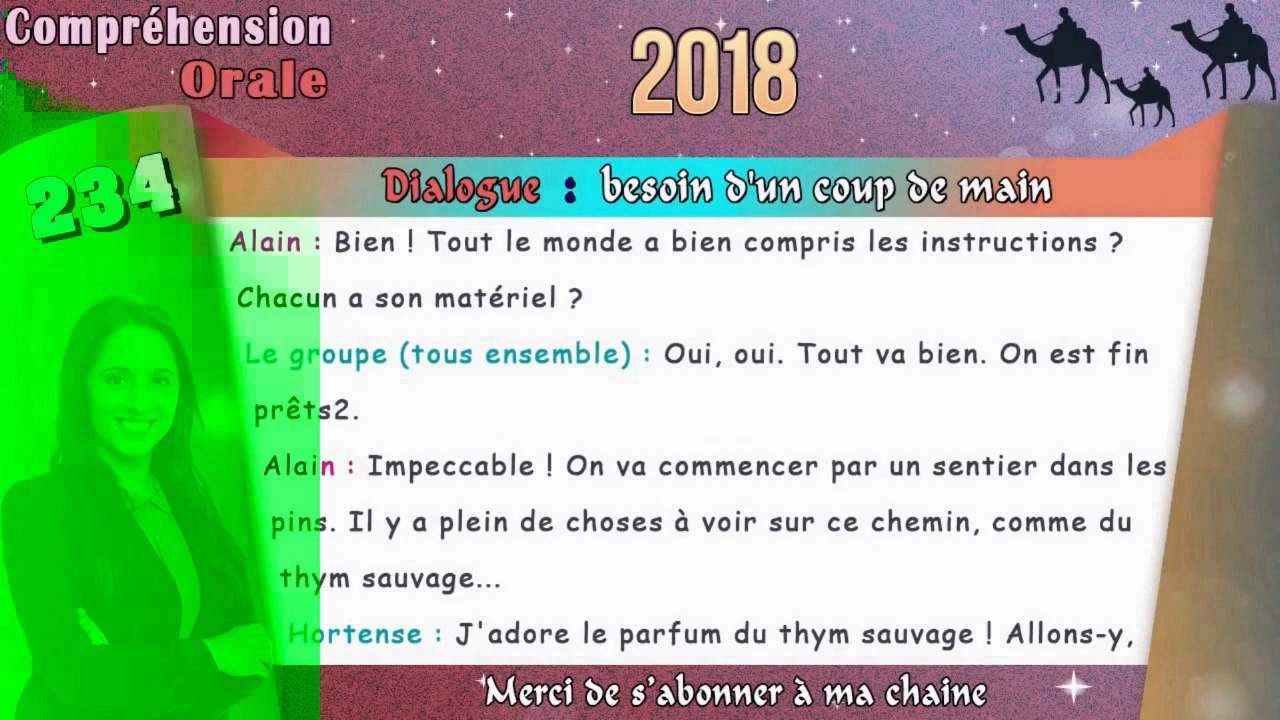 Compréhension
Orale
2018
234
Dialogue : besoin d'un coup de main
Alain : Bien ! Tout le monde a bien compris les instructions ?
Chacun a son matériel ?
Le groupe (tous ensemble) : Oui, oui. Tout va bien. On est fin
prêts2.
Alain : Impeccable ! On va commencer par un sentier dans les
pins. Il y a plein de choses à voir sur ce chemin, comme du
thym sauvage...
Hortense : J'adore le parfum du thym sauvage ! Allons-y,
Merci de s'abonner à ma chaine